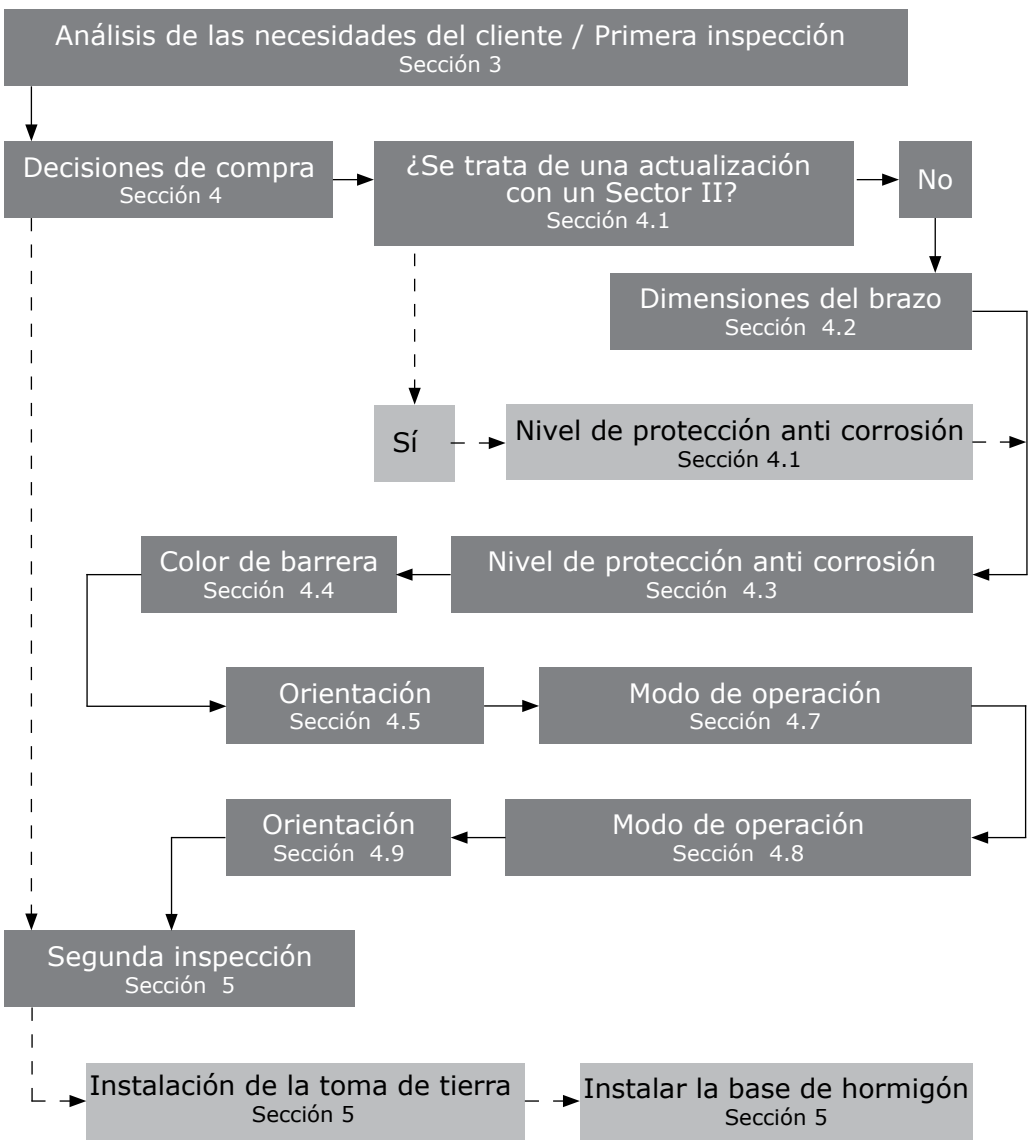 Análisis de las necesidades del cliente / Primera inspección
Sección 3
Decisiones de compra
Sección 4
¿Se trata de una actualización
con un Sector II?
Sección 4.1
No
Dimensiones del brazo
Sección 4.2
Sí
Nivel de protección anti corrosión
Sección 4.1
Color de barrera
Sección 4.4
Nivel de protección anti corrosión
Sección 4.3
Orientación
Sección 4.5
Modo de operación
Sección 4.7
Orientación
Sección 4.9
Modo de operación
Sección 4.8
Segunda inspección
Sección 5
Instalación de la toma de tierra
Sección 5
Instalar la base de hormigón
Sección 5